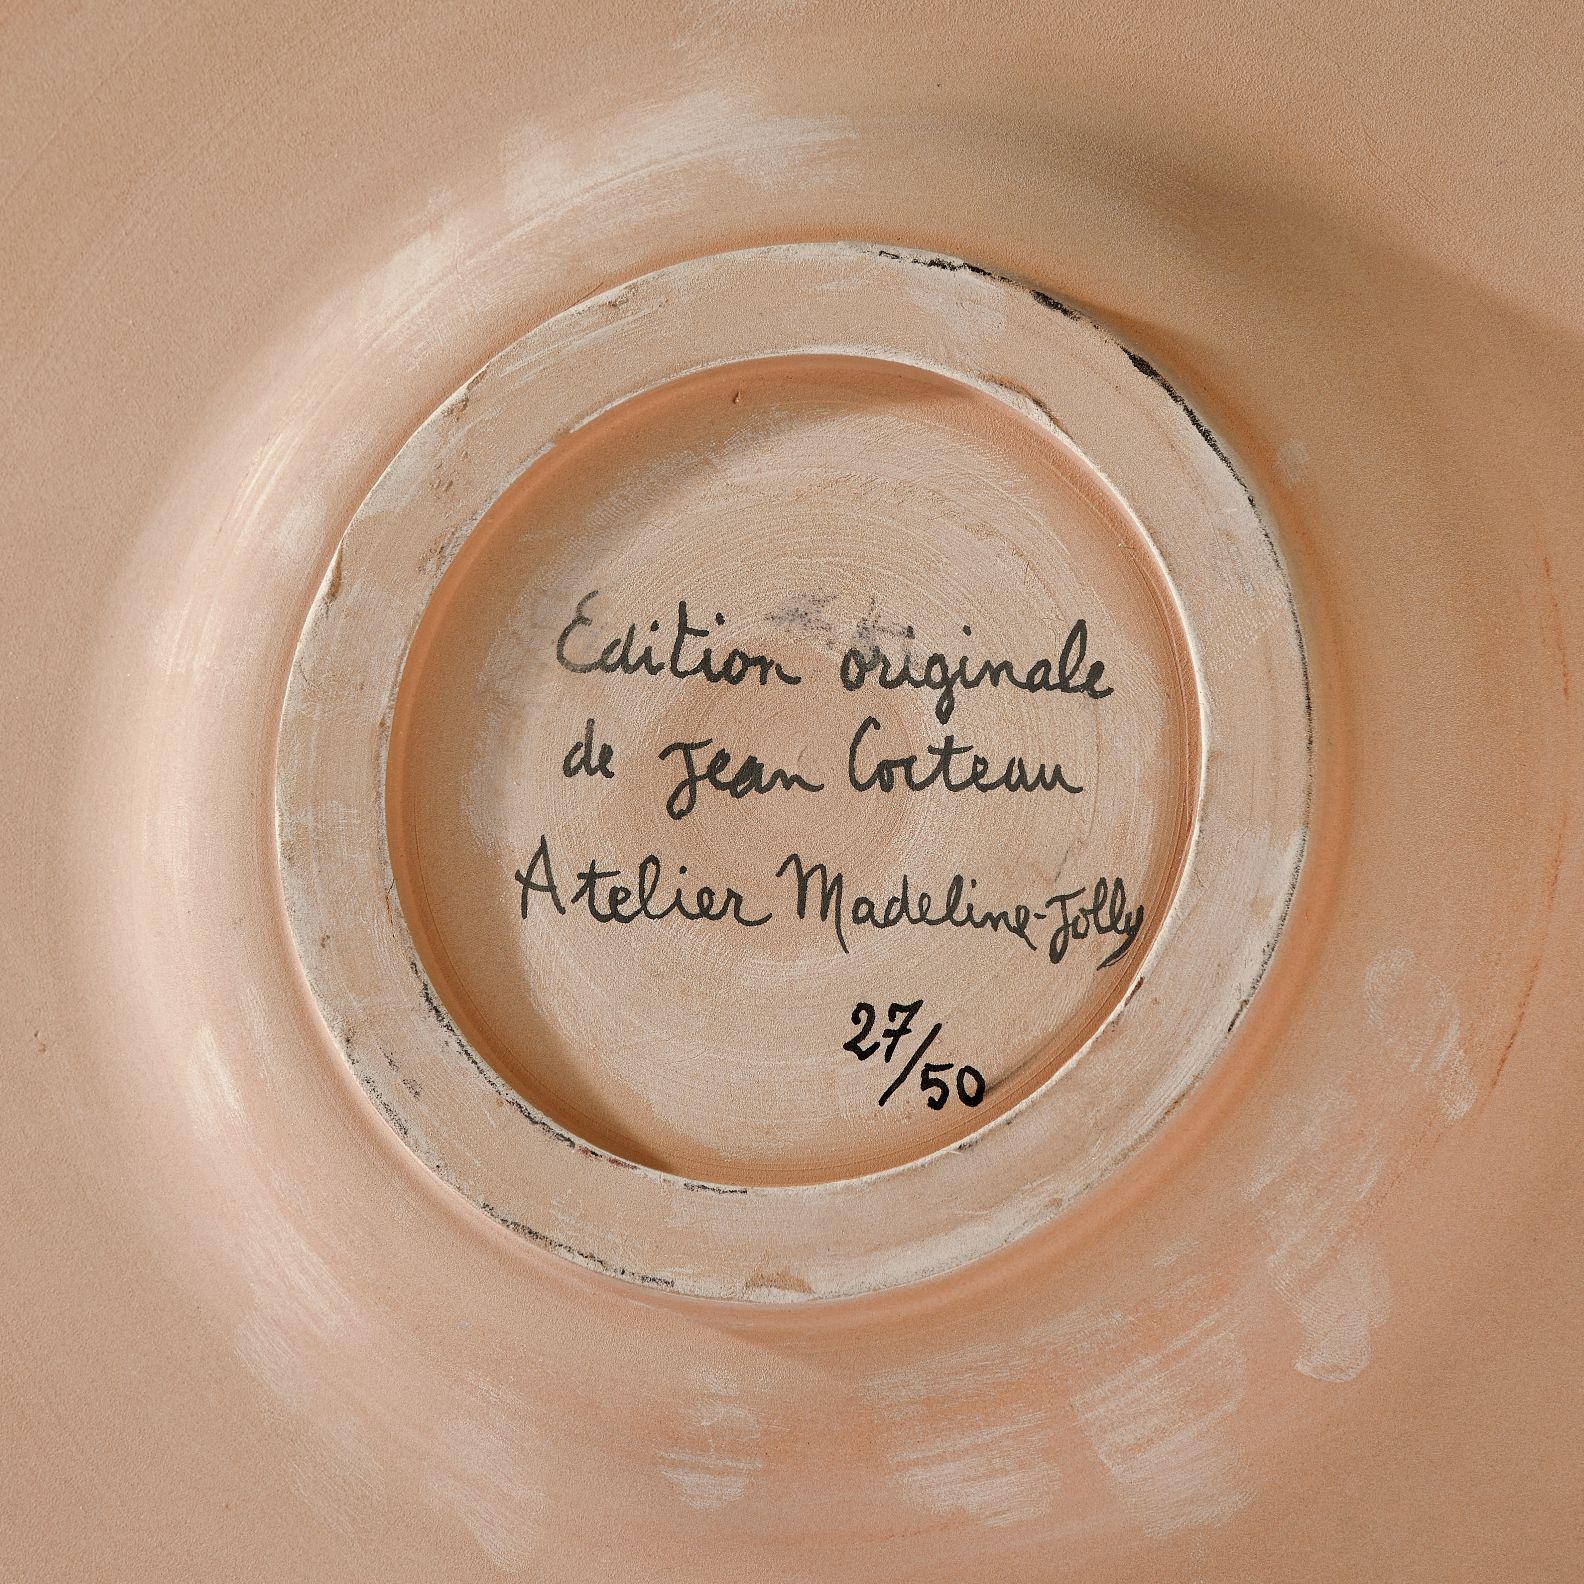 Edition originale
de Jean Cocteau
Atelier Madeline-Jolly
27/50